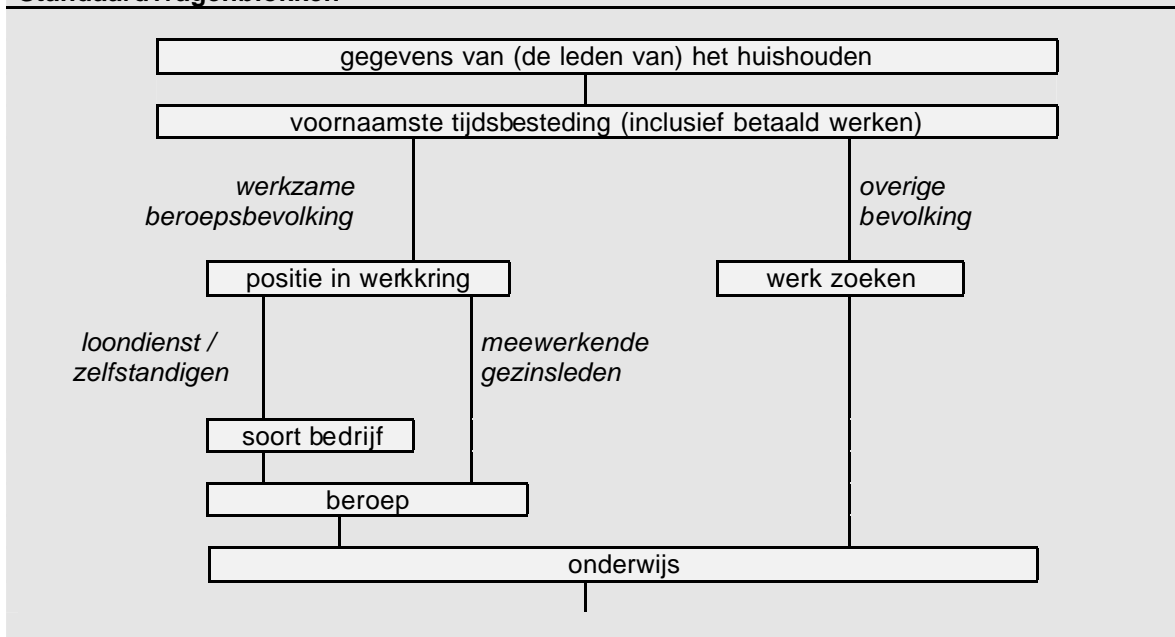 gegevens van (de leden van) het huishouden
voornaamste tijdsbesteding (inclusief betaald werken)
werkzame
beroepsbevolking
overige
bevolking
positie in werkkring
werk zoeken
loondienst /
zelfstandigen
meewerkende
gezinsleden
soort bedrijf
beroep
onderwijs